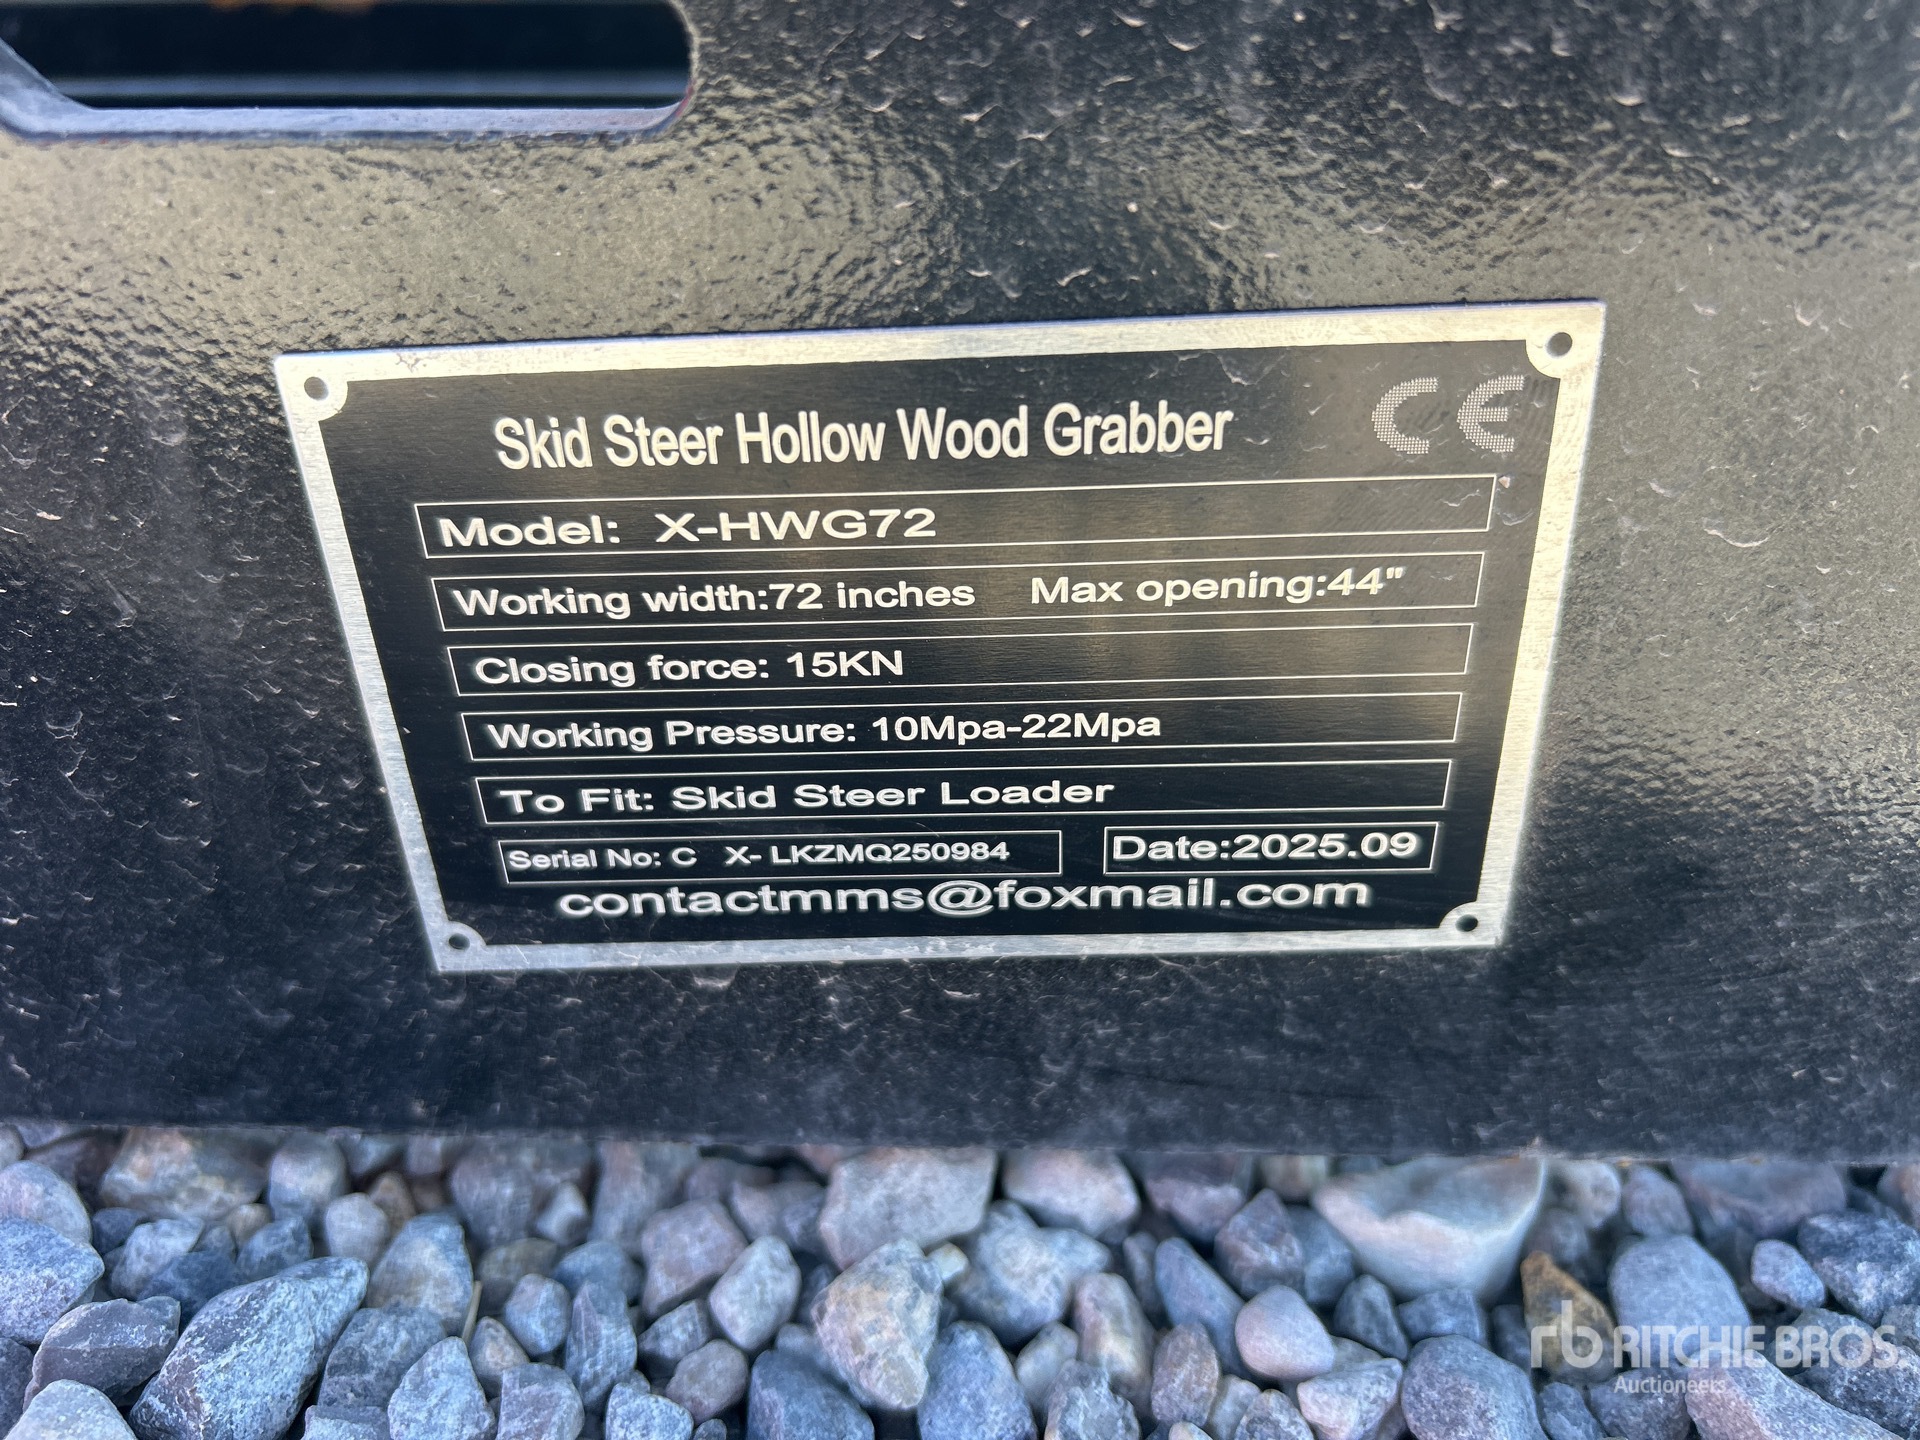 Skid Steer Hollow Wood Grabber CE
Model: X-HWG72
Working width:72 inches Max opening:44"
Closing force: 15KN
Working Pressure: 10Mpa-22Mpa
To Fit: Skid Steer Loader
Serial No: C X- LKZMQ250984 Date:2025.09
contactmms@foxmail.com
rb RITCHIE BROS.
Auctioneers